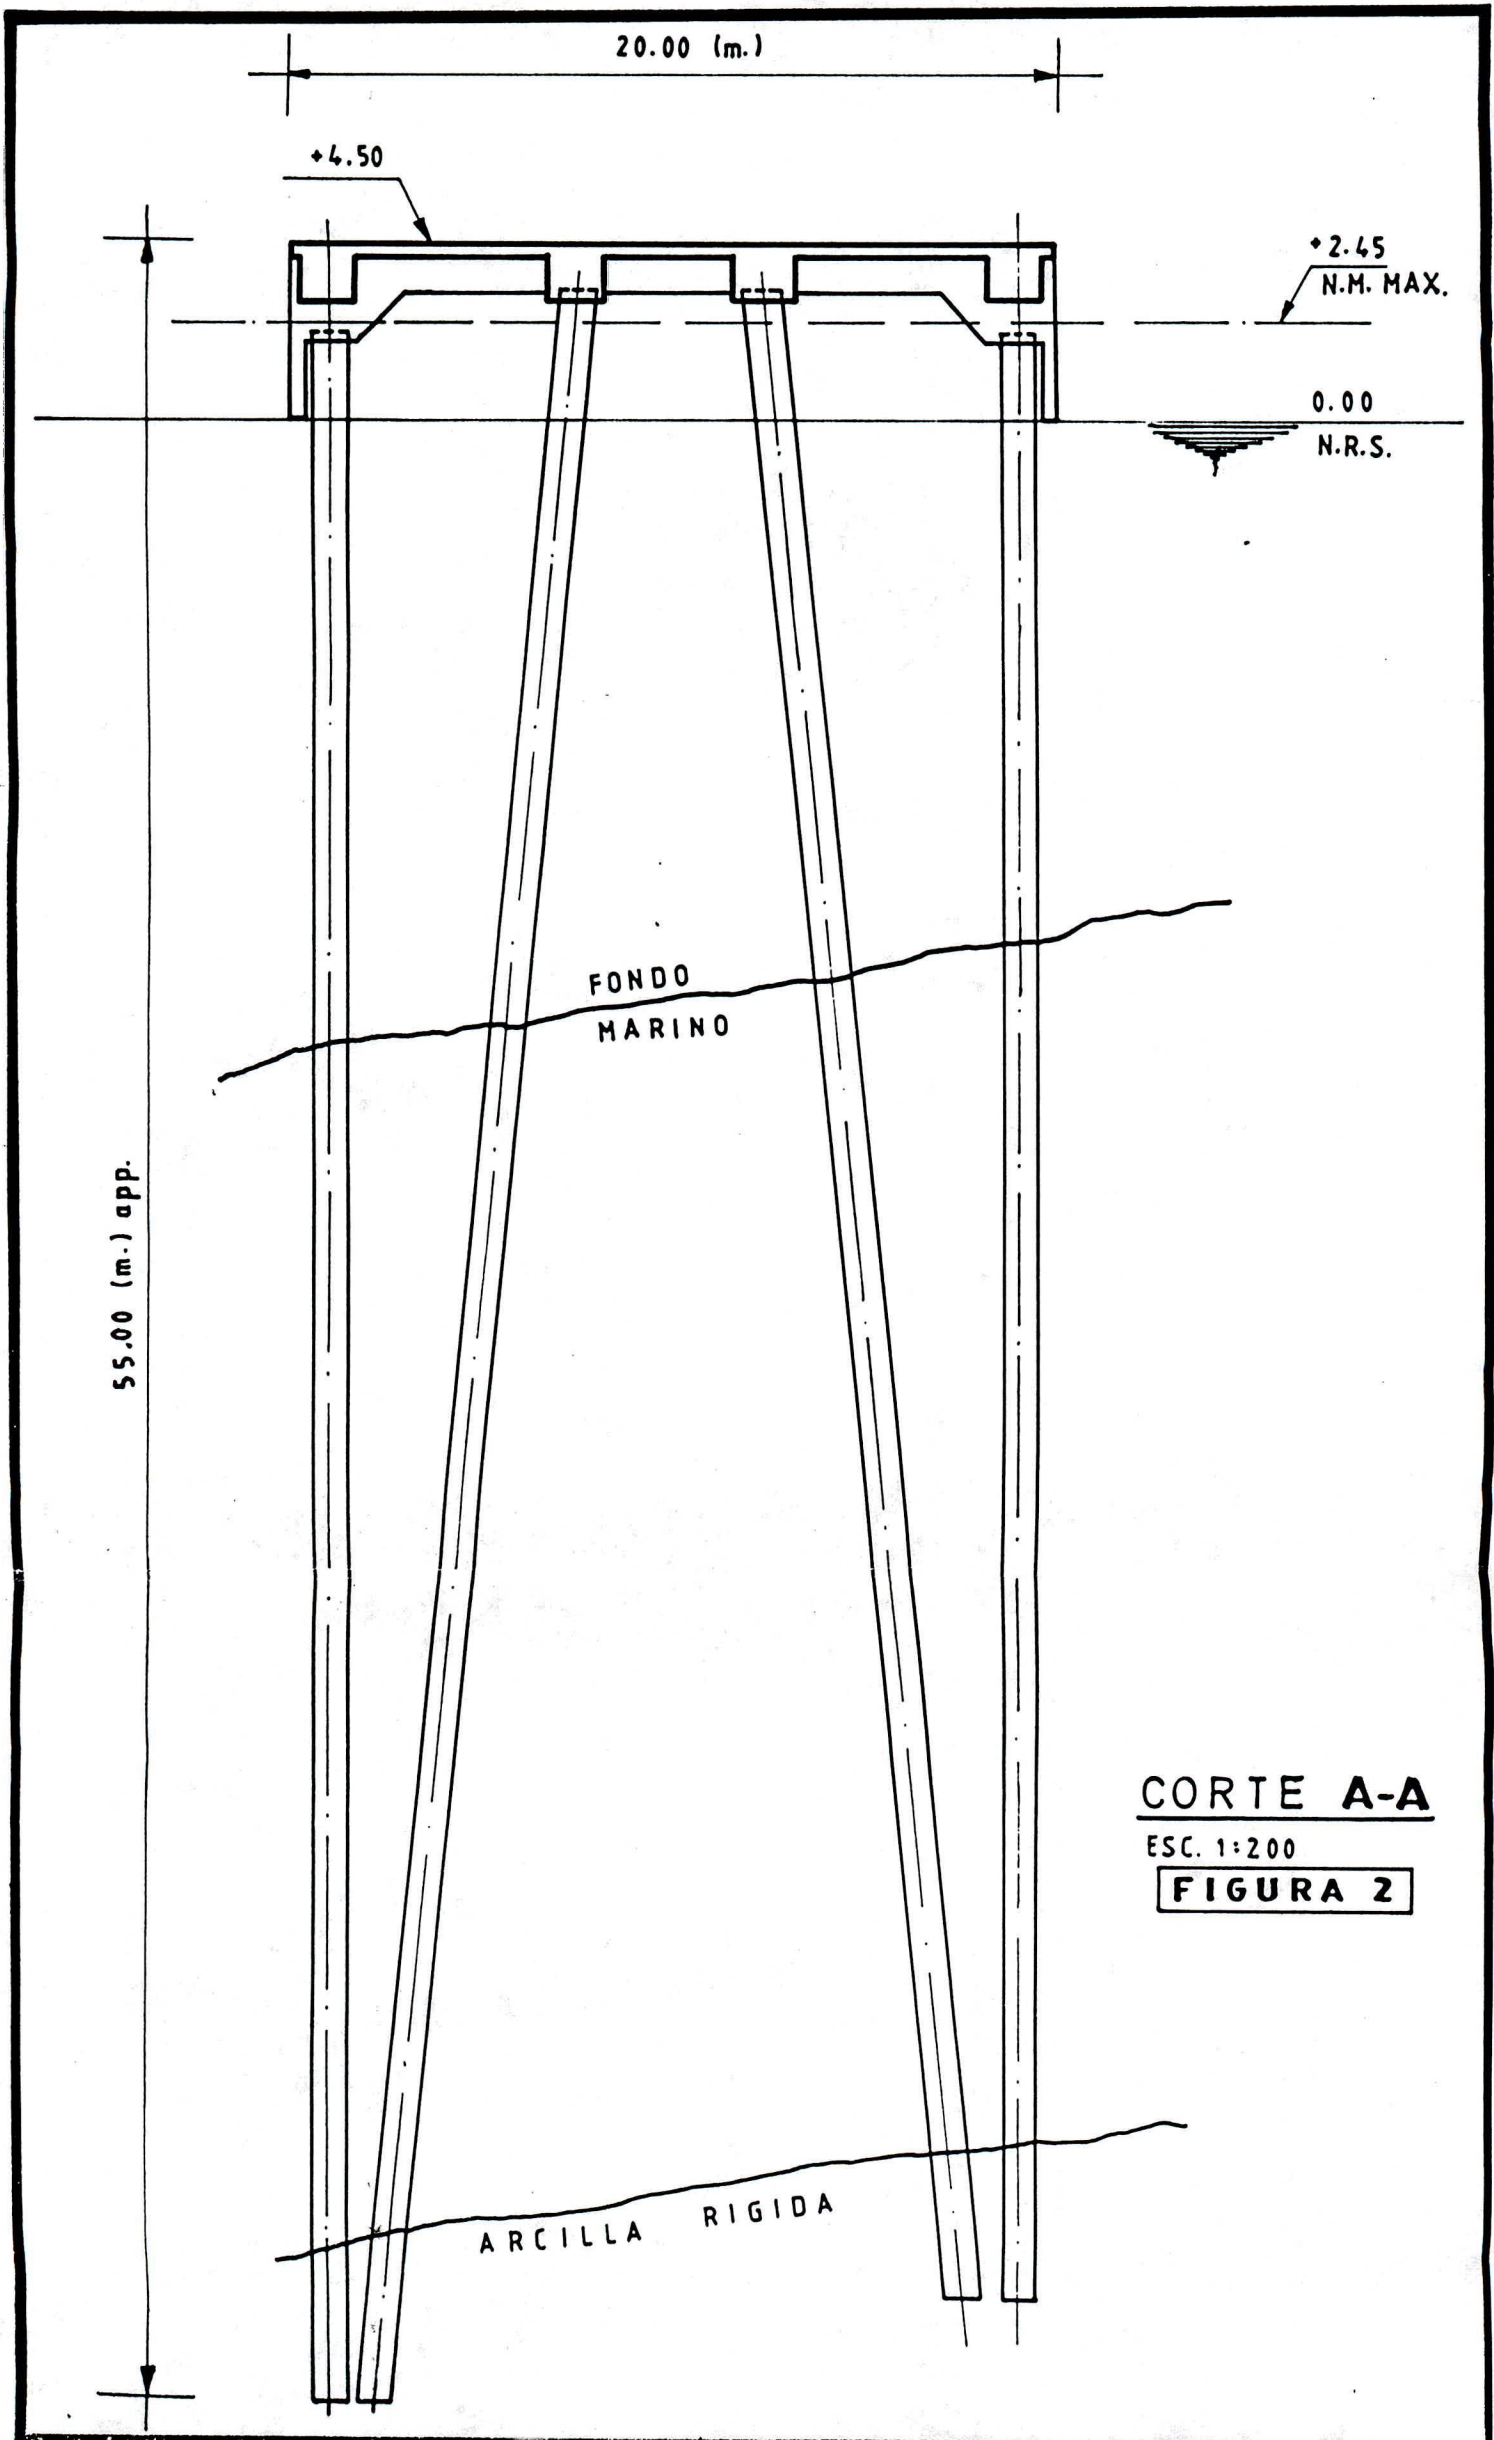 20.00 (m.)
+4.50
+2.45
N.M. MAX.
0.00
N.R.S.
FONDO
MARINO
55.00 (m.) app.
CORTE A-A
ESC. 1:200
FIGURA 2
ARCILLA RIGIDA